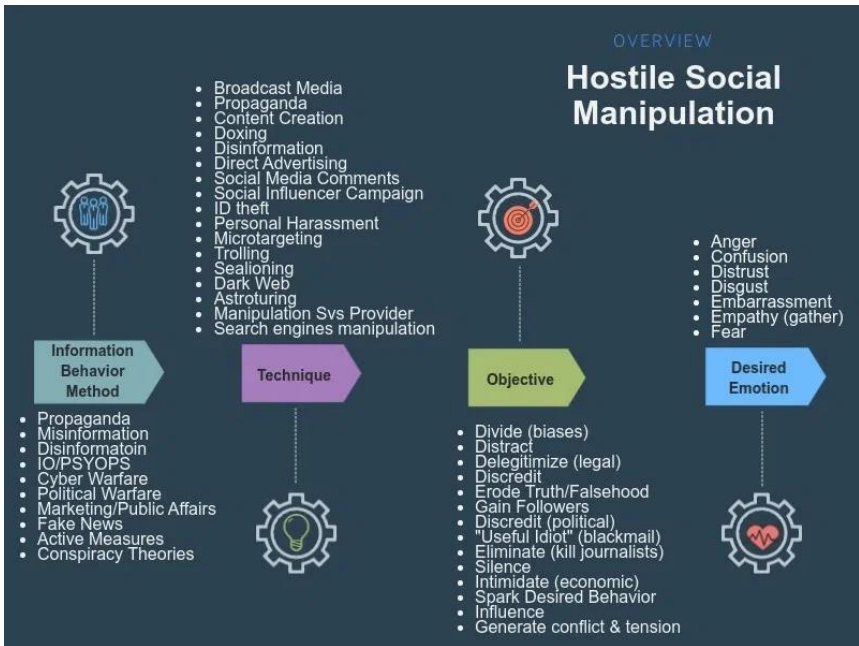 OVERVIEW
Hostile Social
Manipulation
Information
Behavior
Method
• Propaganda
• Misinformation
• Disinformatoin
• IO/PSYOPS
• Cyber Warfare
• Political Warfare
• Marketing/Public Affairs
• Fake News
• Active Measures
• Conspiracy Theories
• Broadcast Media
• Propaganda
• Content Creation
• Doxing
• Disinformation
• Direct Advertising
• Social Media Comments
• Social Influencer Campaign
• ID theft
• Personal Harassment
• Microtargeting
• Trolling
• Sealioning
• Dark Web
• Astroturing
• Manipulation Svs Provider
• Search engines manipulation
Technique
Objective
• Divide (biases)
• Distract
• Delegitimize (legal)
• Discredit
• Erode Truth/Falsehood
• Gain Followers
• Discredit (political)
• "Useful Idiot" (blackmail)
• Eliminate (kill journalists)
• Silence
• Intimidate (economic)
• Spark Desired Behavior
• Influence
• Generate conflict & tension
• Anger
• Confusion
• Distrust
• Disgust
• Embarrassment
• Empathy (gather)
• Fear
Desired
Emotion